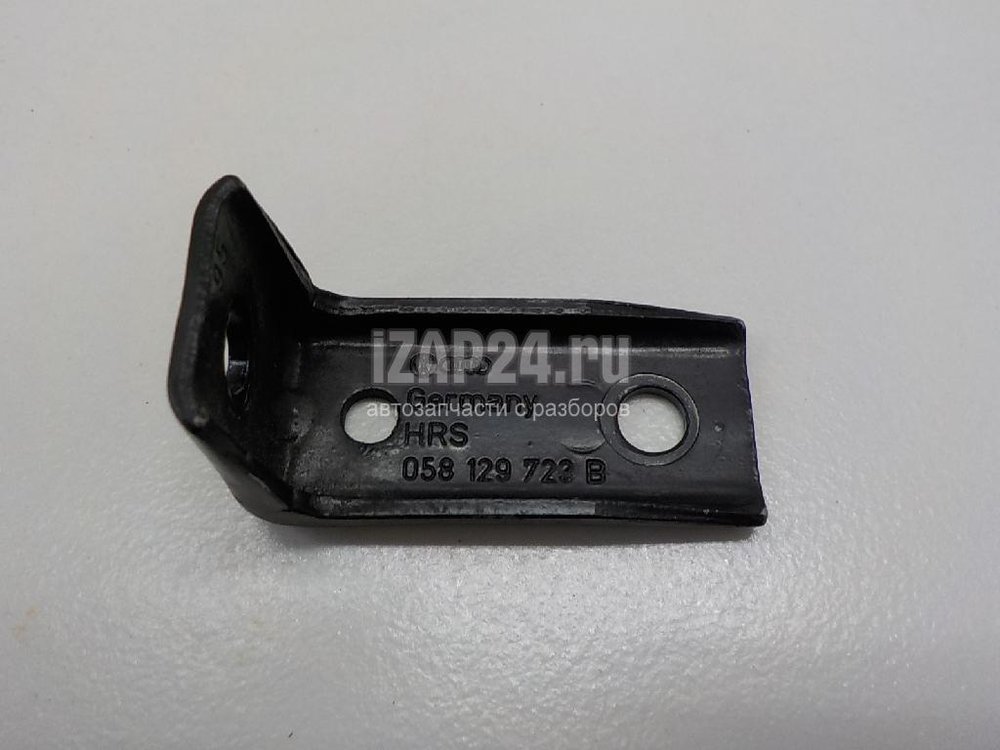 iZAP24.ru
Germany
автозапчасти с разборов
HRS
058 129 723 B